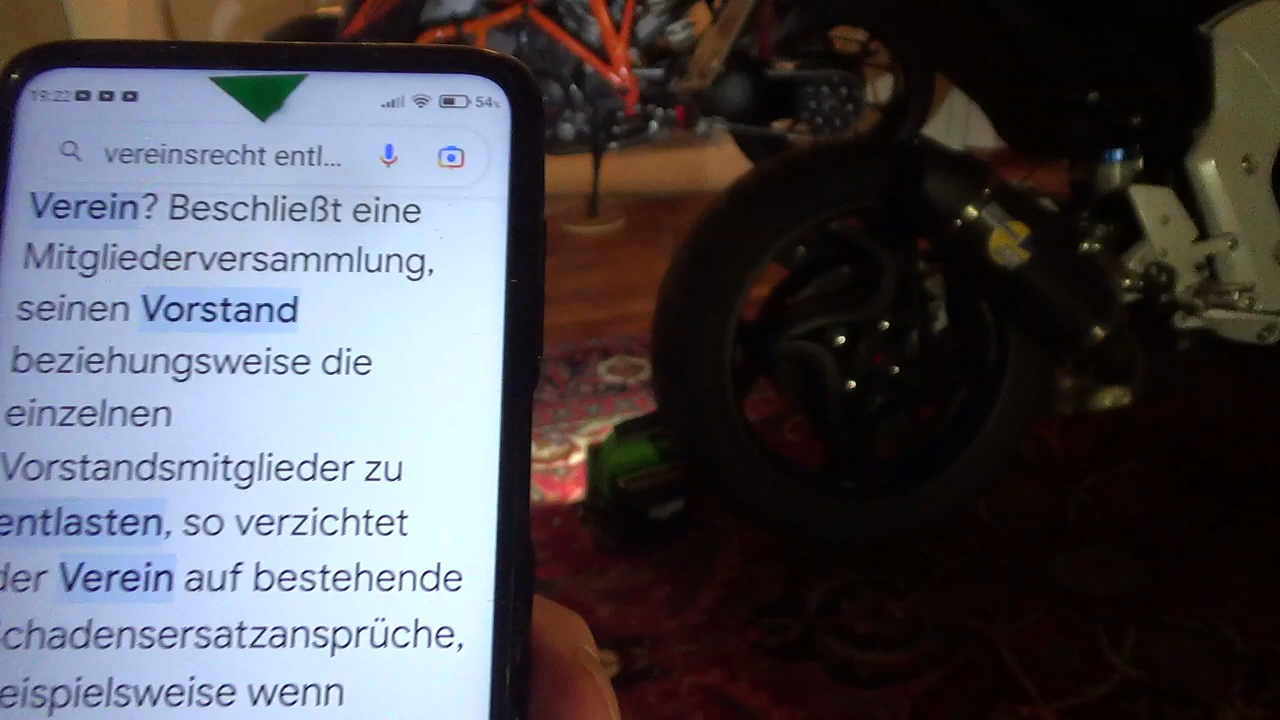 19:22 54%
vereinsrecht entl...
Verein? Beschließt eine
Mitgliederversammlung,
seinen Vorstand
beziehungsweise die
einzelnen
Vorstandsmitglieder zu
entlasten, so verzichtet
der Verein auf bestehende
chadensersatzansprüche,
eispielsweise wenn